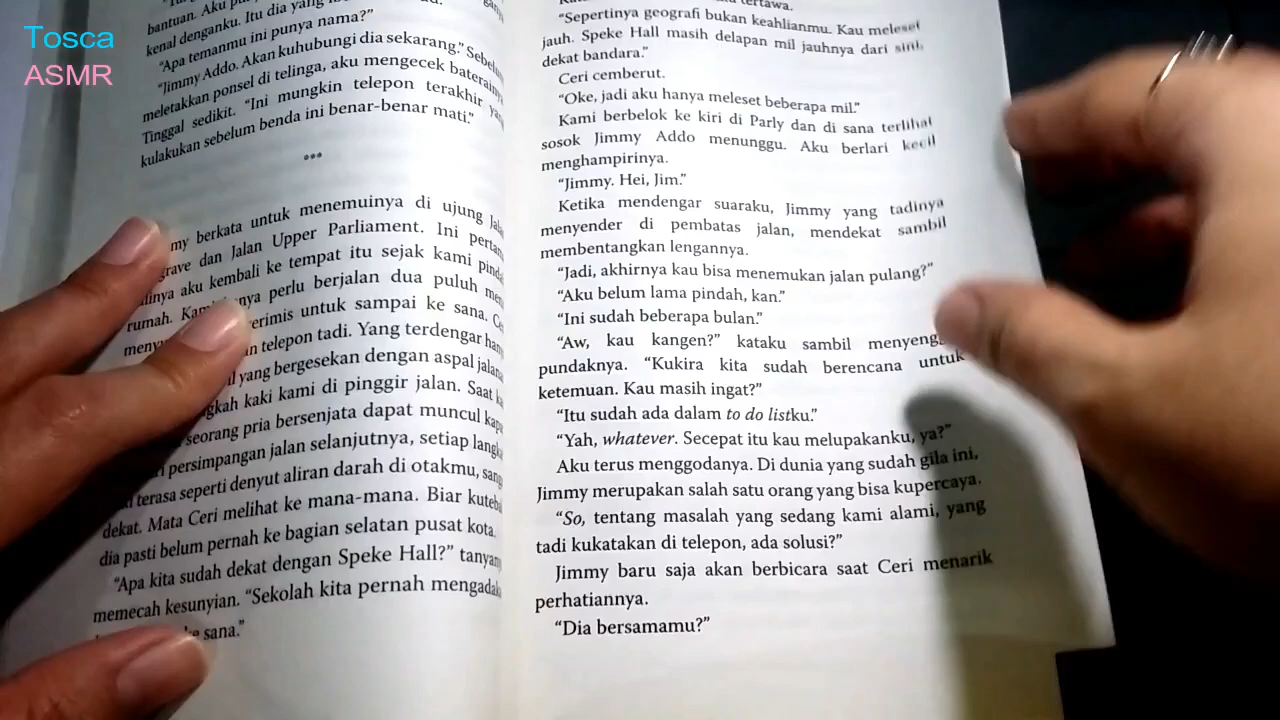 Tosca
ASMR
bantuan. Aku
kenal denganku. Itu dia yang
“Apa temanmu ini punya nama?”
“Jimmy Addo. Akan kuhubungi dia sekarang.”
meletakkan ponsel di telinga, aku mengecek
Tinggal sedikit. “Ini mungkin telepon terakhir
kulakukan sebelum benda ini benar-benar mati.”
•••
my berkata untuk menemuinya di ujung
grave dan Jalan Upper Parliament. Ini
aku kembali ke tempat itu sejak kami
rumah. perlu berjalan dua puluh
untuk sampai ke sana.
telepon tadi. Yang terdengar
yang bergesekan dengan aspal
kaki kami di pinggir jalan. Saat
seorang pria bersenjata dapat muncul
persimpangan jalan selanjutnya, setiap
terasa seperti denyut aliran darah di otakmu,
dekat. Mata Ceri melihat ke mana-mana. Biar
dia pasti belum pernah ke bagian selatan pusat kota.
“Apa kita sudah dekat dengan Speke Hall?”
memecah kesunyian. “Sekolah kita pernah
sana.”
“Sepertinya geografi bukan keahlianmu. Kau meleset
jauh. Speke Hall masih delapan mil jauhnya dari sini,
dekat bandara.”
Ceri cemberut.
“Oke, jadi aku hanya meleset beberapa mil.”
Kami berbelok ke kiri di Parly dan di sana terlihat
sosok Jimmy Addo menunggu. Aku berlari kecil
menghampirinya.
“Jimmy. Hei, Jim.”
Ketika mendengar suaraku, Jimmy yang tadinya
menyender di pembatas jalan, mendekat sambil
membentangkan lengannya.
“Jadi, akhirnya kau bisa menemukan jalan pulang?”
“Aku belum lama pindah, kan.”
“Ini sudah beberapa bulan.”
“Aw, kau kangen?” kataku sambil
pundaknya. “Kukira kita sudah berencana untuk
ketemuan. Kau masih ingat?”
“Itu sudah ada dalam to do listku.”
“Yah, whatever. Secepat itu kau melupakanku, ya?”
Aku terus menggodanya. Di dunia yang sudah gila ini,
Jimmy merupakan salah satu orang yang bisa kupercaya.
“So, tentang masalah yang sedang kami alami, yang
tadi kukatakan di telepon, ada solusi?”
Jimmy baru saja akan berbicara saat Ceri menarik
perhatiannya.
“Dia bersamamu?”